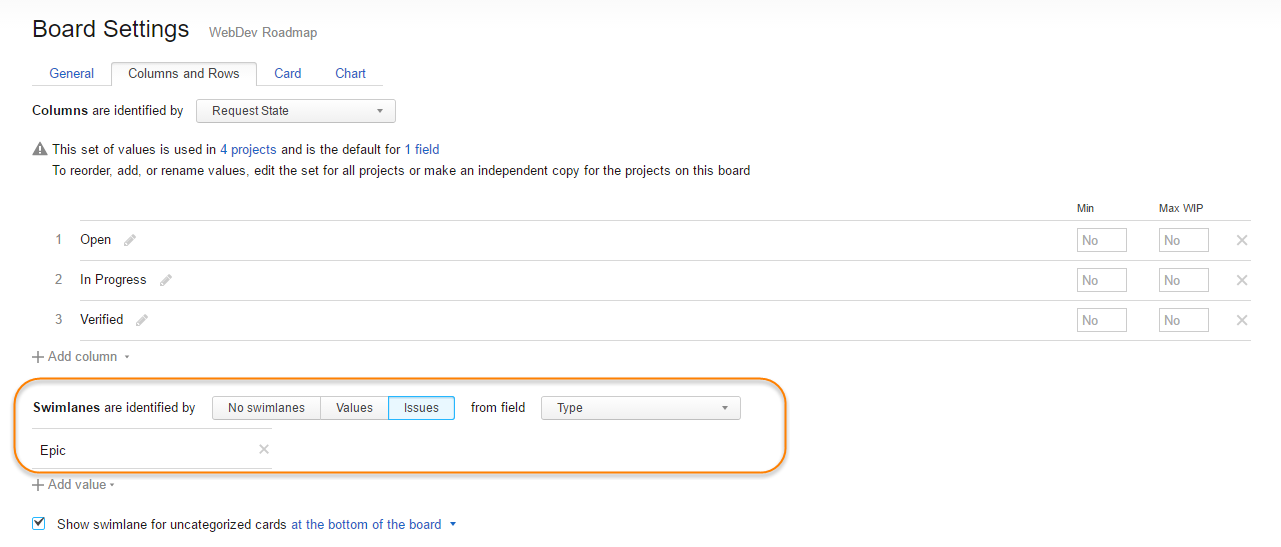 Board Settings WebDev Roadmap
General Columns and Rows Card Chart
Columns are identified by Request State
This set of values is used in 4 projects and is the default for 1 field
To reorder, add, or rename values, edit the set for all projects or make an independent copy for the projects on this board
Min Max WIP
1 Open No No
2 In Progress No No
3 Verified No No
Add column
Swimlanes are identified by No swimlanes Values Issues from field Type
Epic
Add value
Show swimlane for uncategorized cards at the bottom of the board